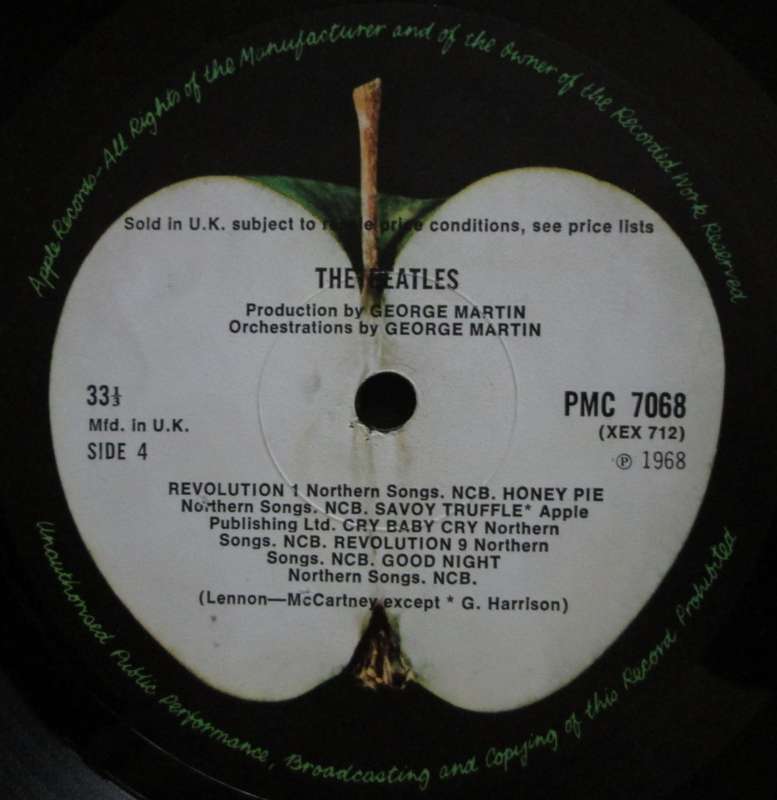 Apple Records—All Rights of the Manufacturer and of the Owner of the Recorded Work Reserved
Sold in U.K. subject to resale price conditions, see price lists
THE BEATLES
Production by GEORGE MARTIN
Orchestrations by GEORGE MARTIN
33⅓
Mfd. in U.K.
SIDE 4
PMC 7068
(XEX 712)
℗ 1968
REVOLUTION 1 Northern Songs. NCB. HONEY PIE
Northern Songs. NCB. SAVOY TRUFFLE* Apple
Publishing Ltd. CRY BABY CRY Northern
Songs. NCB. REVOLUTION 9 Northern
Songs. NCB. GOOD NIGHT
Northern Songs. NCB.
(Lennon—McCartney except * G. Harrison)
Unauthorised Public Performance, Broadcasting and Copying of this Record Prohibited